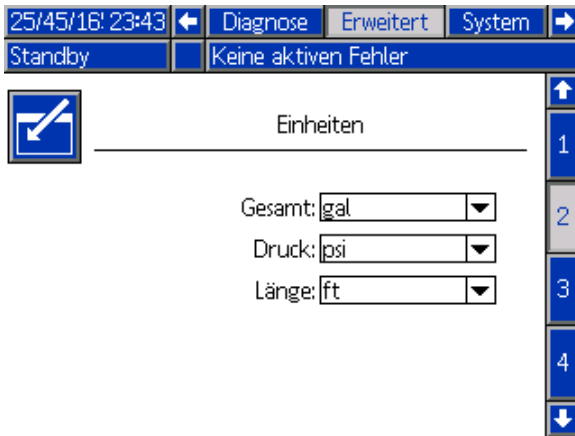 25/45/16' 23:43 Diagnose Erweitert System
Standby Keine aktiven Fehler
Einheiten
1
Gesamt: gal
2
Druck: psi
Länge: ft
3
4